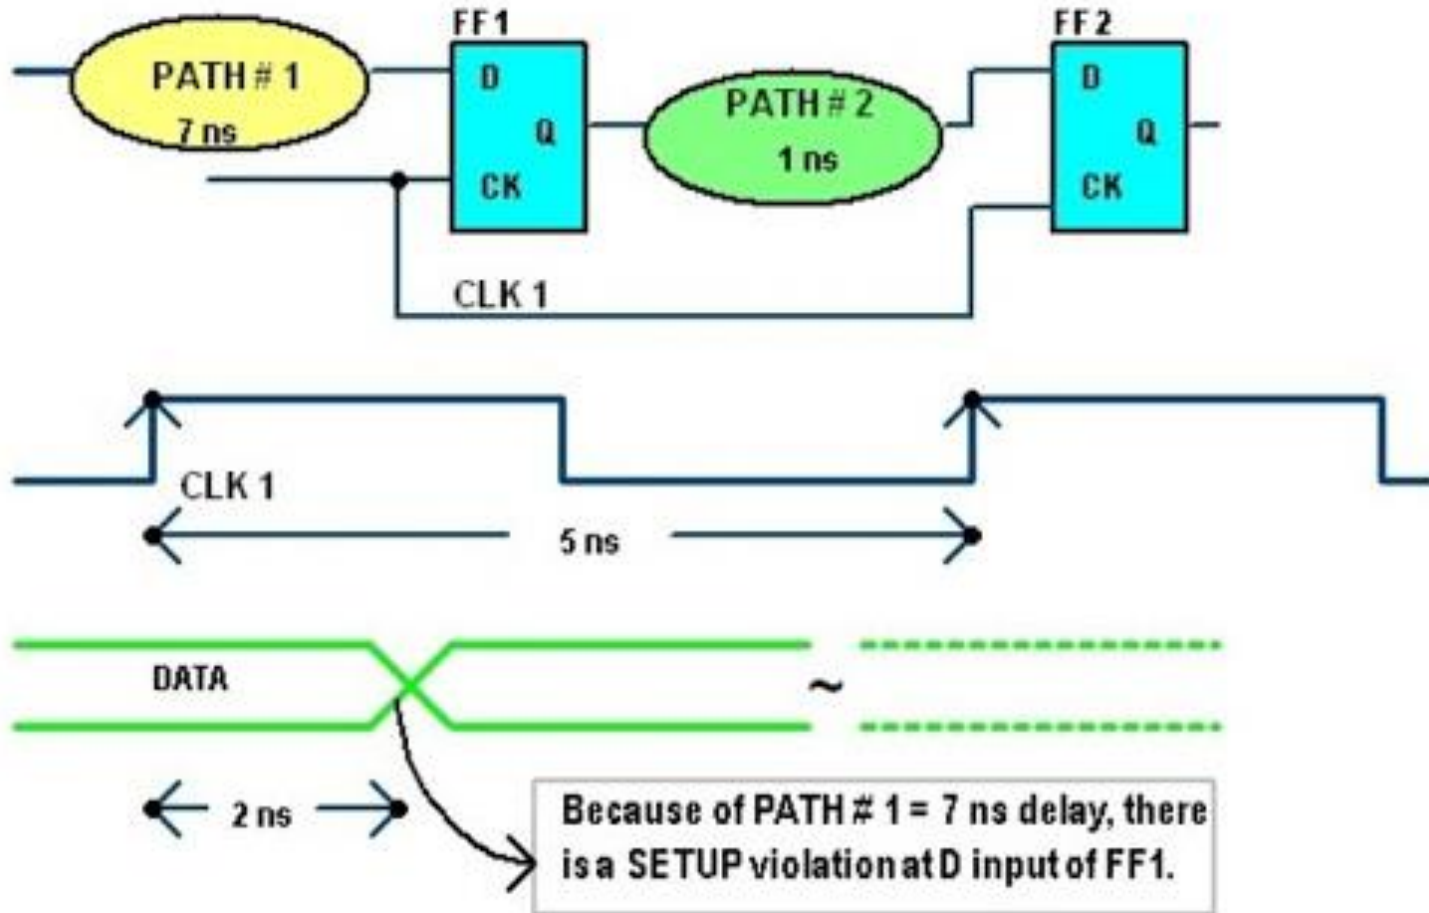 FF1
FF2
PATH # 1
7 ns
D
Q
CK
PATH # 2
1 ns
D
Q
CK
CLK 1
CLK 1
5 ns
DATA
~
2 ns
Because of PATH # 1 = 7 ns delay, there
is a SETUP violation at D input of FF1.